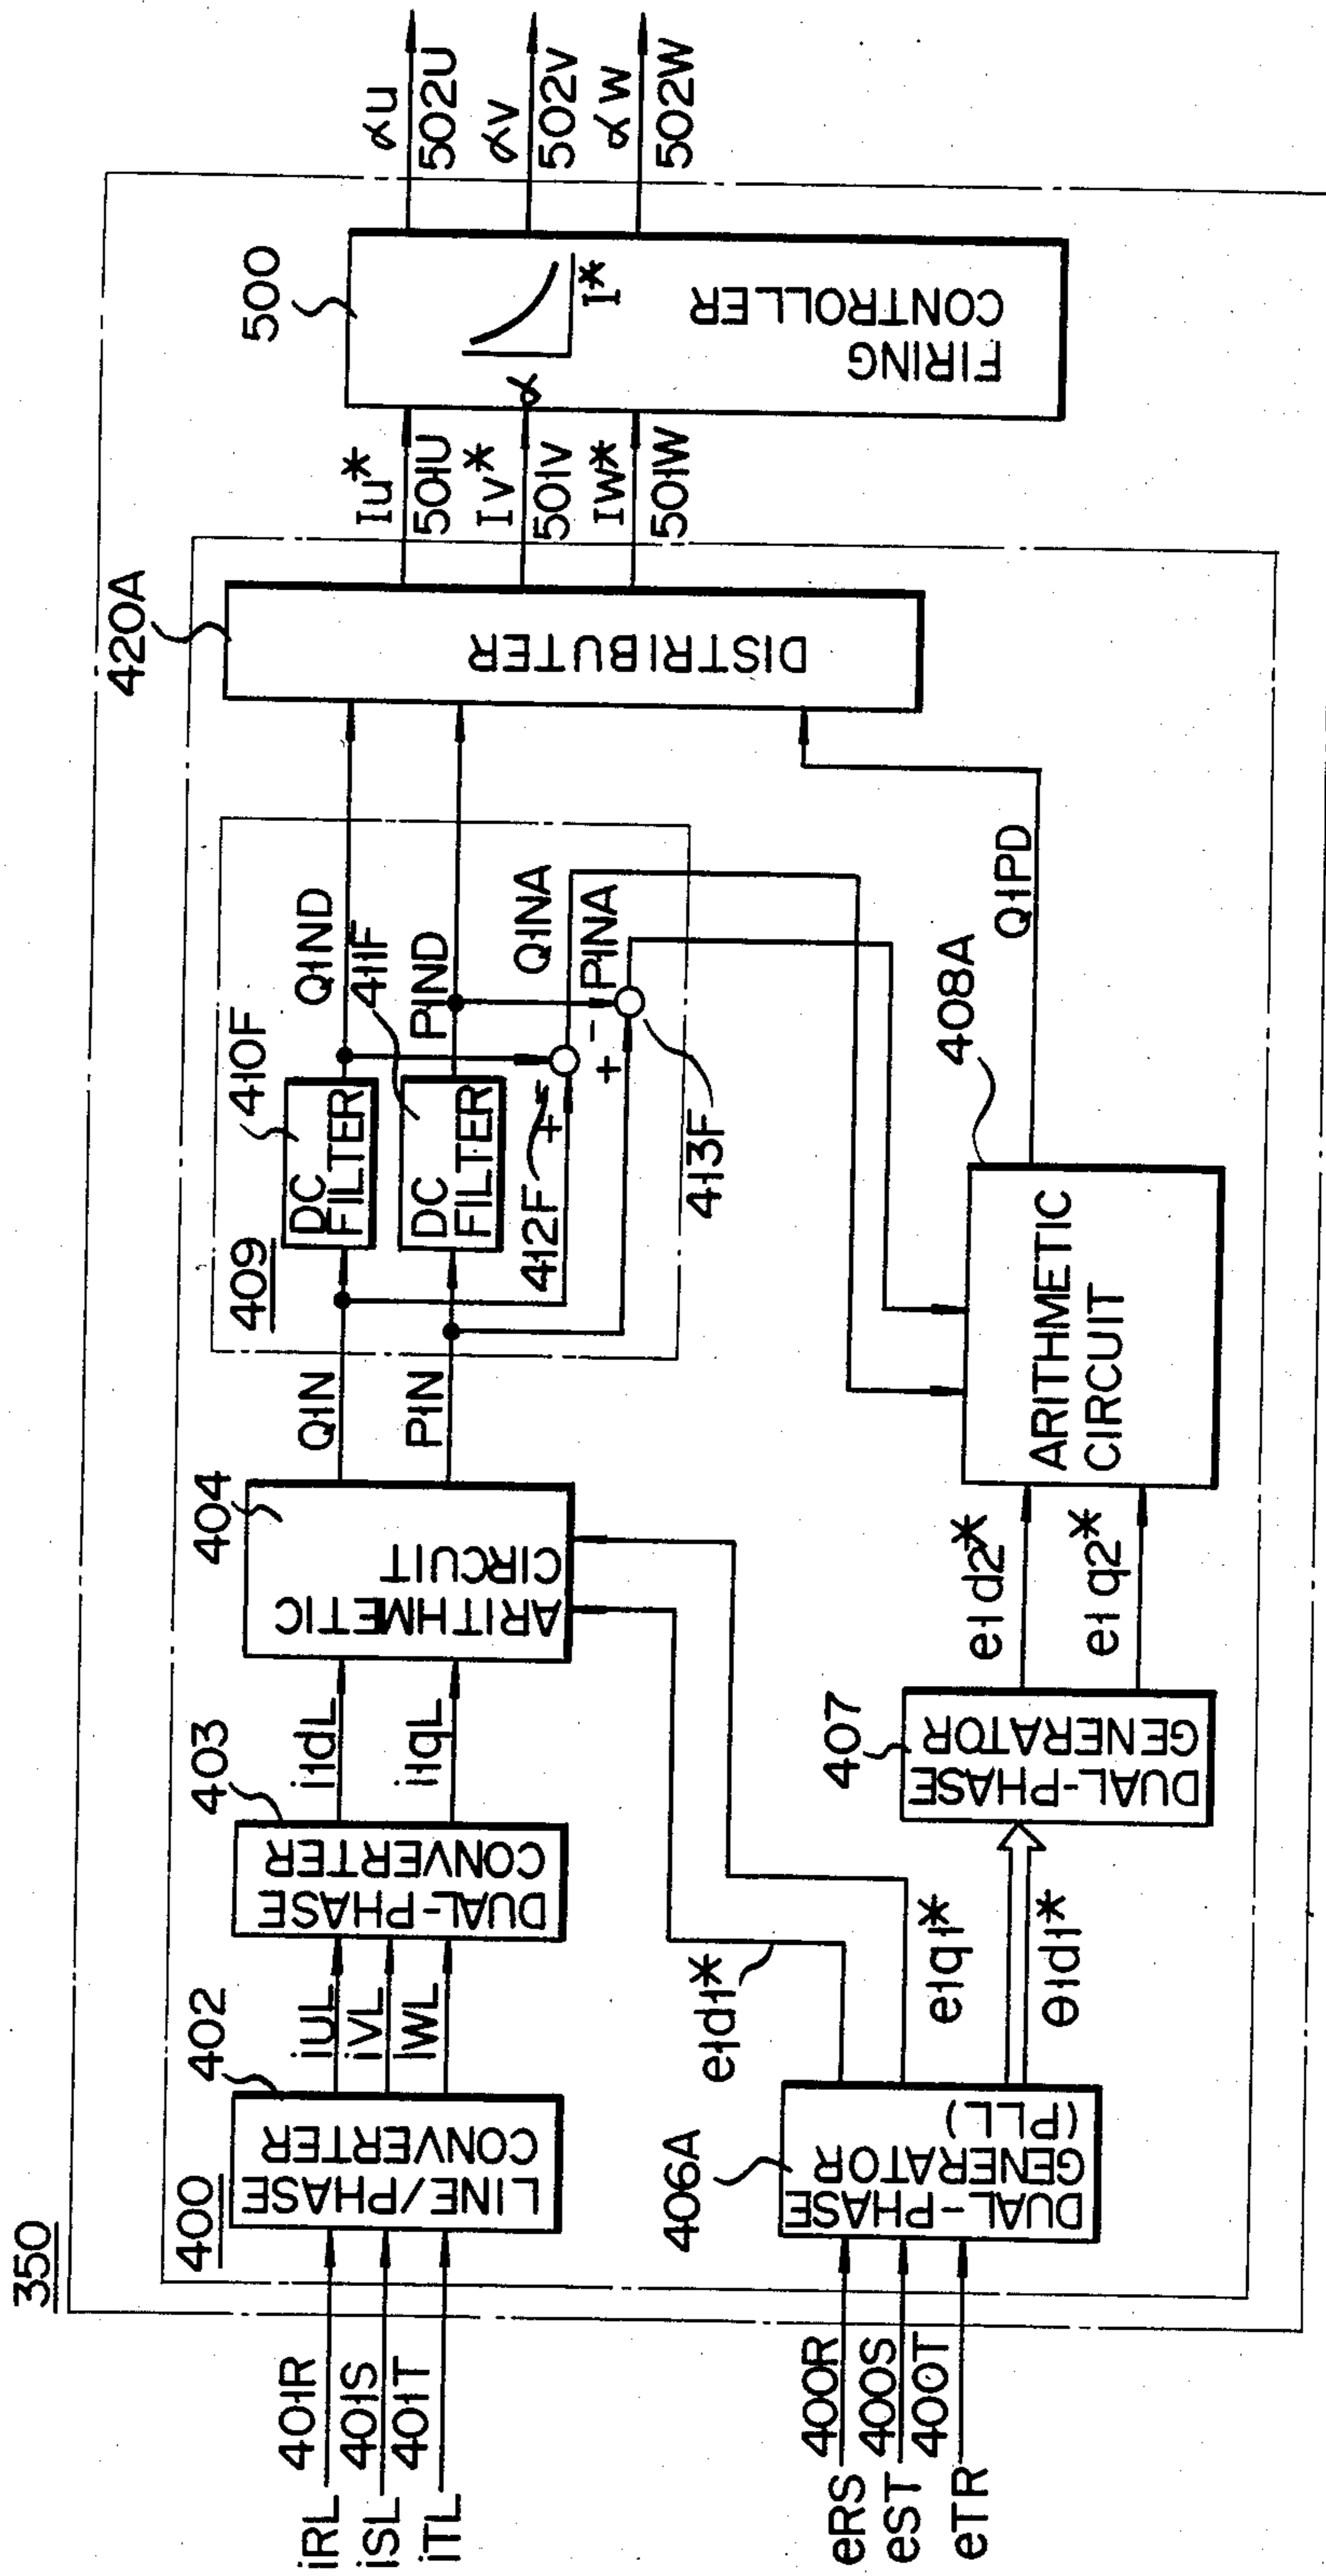 350
400
402
LINE/PHASE
CONVERTER
iRL
401R
iSL
401S
iTL
401T
iUL
iVL
iWL
403
DUAL-PHASE
CONVERTER
i1dL
i1qL
404
ARITHMETIC
CIRCUIT
Q1N
P1N
409
410F
DC
FILTER
Q1ND
411F
DC
FILTER
P1ND
412F
+
-
+
-
413F
Q1NA
P1NA
420A
DISTRIBUTER
Iu*
501U
Iv*
501V
Iw*
501W
500
α
I*
FIRING
CONTROLLER
αu
502U
αv
502V
αw
502W
eRS
400R
eST
400S
eTR
400T
406A
DUAL-PHASE
GENERATOR
(PLL)
e1d1*
e1q1*
θ1d1*
407
DUAL-PHASE
GENERATOR
e1d2*
e1q2*
408A
ARITHMETIC
CIRCUIT
Q1PD